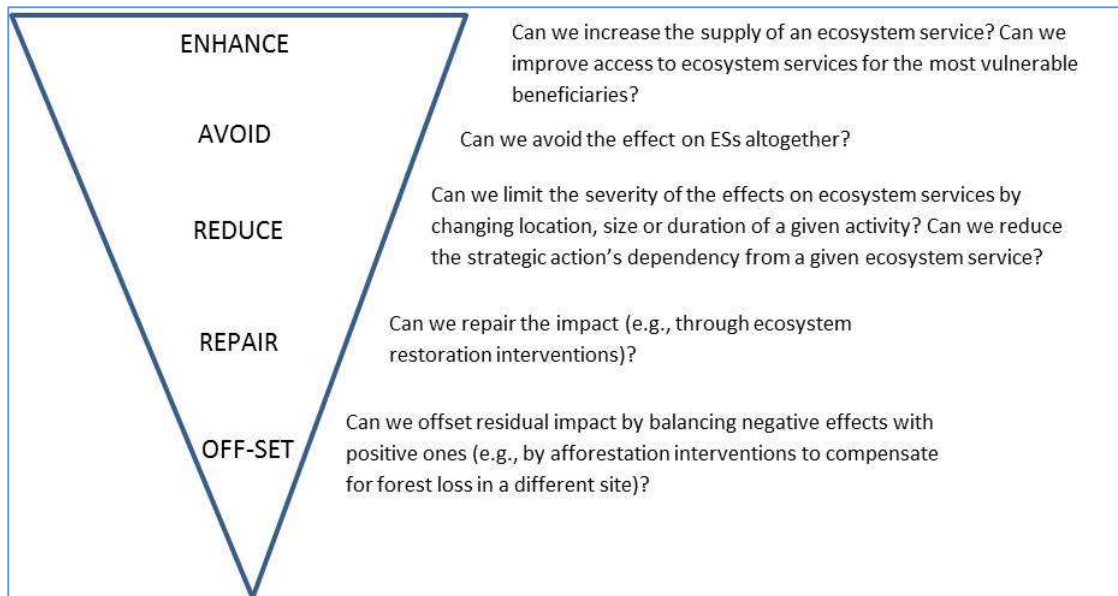 ENHANCE
Can we increase the supply of an ecosystem service? Can we
improve access to ecosystem services for the most vulnerable
beneficiaries?
AVOID
Can we avoid the effect on ESs altogether?
REDUCE
Can we limit the severity of the effects on ecosystem services by
changing location, size or duration of a given activity? Can we reduce
the strategic action's dependency from a given ecosystem service?
REPAIR
Can we repair the impact (e.g., through ecosystem
restoration interventions)?
OFF-SET
Can we offset residual impact by balancing negative effects with
positive ones (e.g., by afforestation interventions to compensate
for forest loss in a different site)?